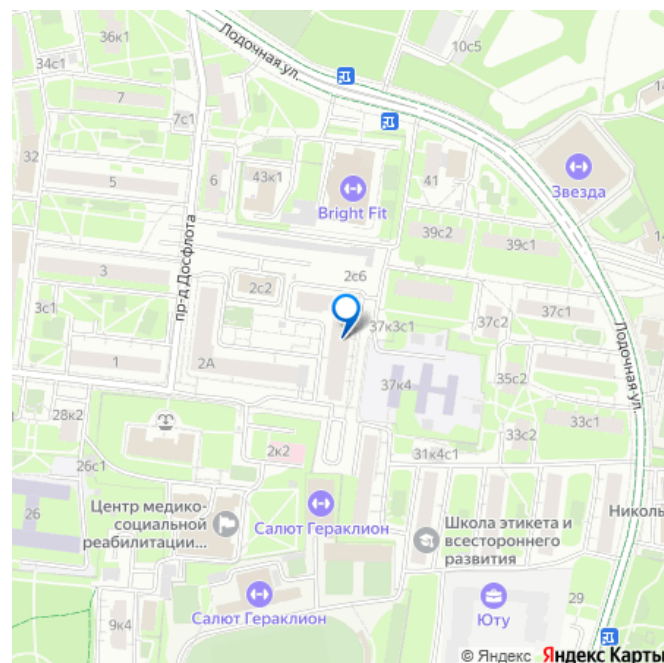 36к1
Лодочная ул.
10с5
34с1
7
7с1
32
5
6
43к1
41
Bright Fit
Звезда
39с2
39с1
пр-д Досфлота
3
2с2
2с6
3с1
37к3с1
37с2
37с1
Лодочная ул.
1
2А
37к4
35с2
28к2
33с2
33с1
2к2
31к4с1
26с1
26
Центр медико-
социальной
реабилитации...
Салют Гераклион
Школа этикета и
всестороннего
развития
Николь
Салют Гераклион
Юту
29
9к4
© Яндекс Яндекс Карты